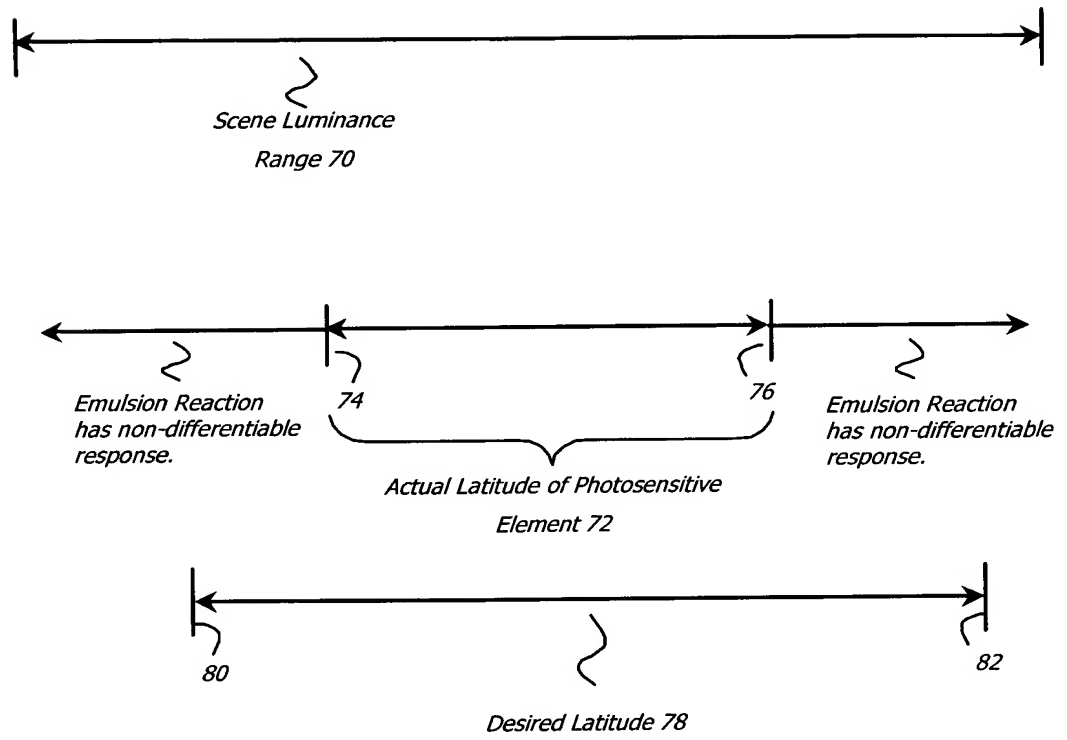 Scene Luminance
Range 70
74
76
Emulsion Reaction
has non-differentiable
response.
Emulsion Reaction
has non-differentiable
response.
Actual Latitude of Photosensitive
Element 72
80
82
Desired Latitude 78